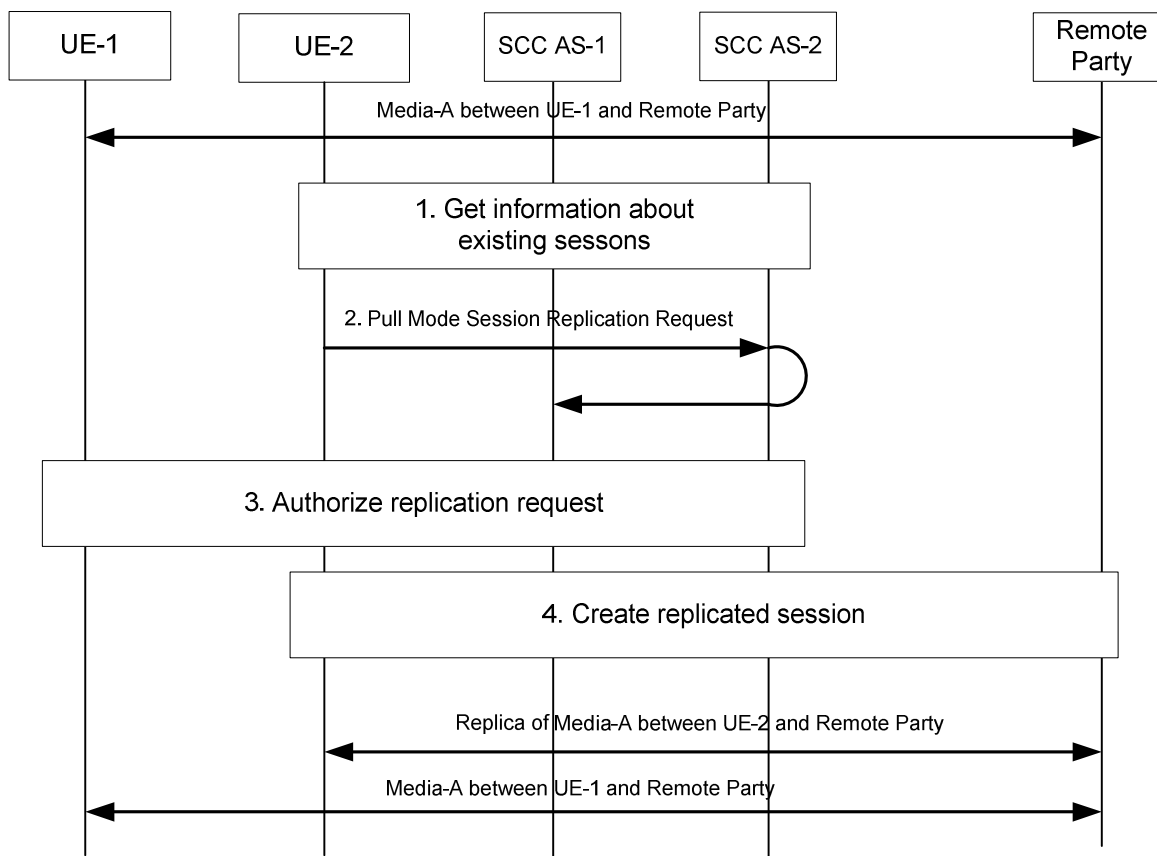 UE-1
UE-2
SCC AS-1
SCC AS-2
Remote
Party
Media-A between UE-1 and Remote Party
1. Get information about
existing sessons
2. Pull Mode Session Replication Request
3. Authorize replication request
4. Create replicated session
Replica of Media-A between UE-2 and Remote Party
Media-A between UE-1 and Remote Party